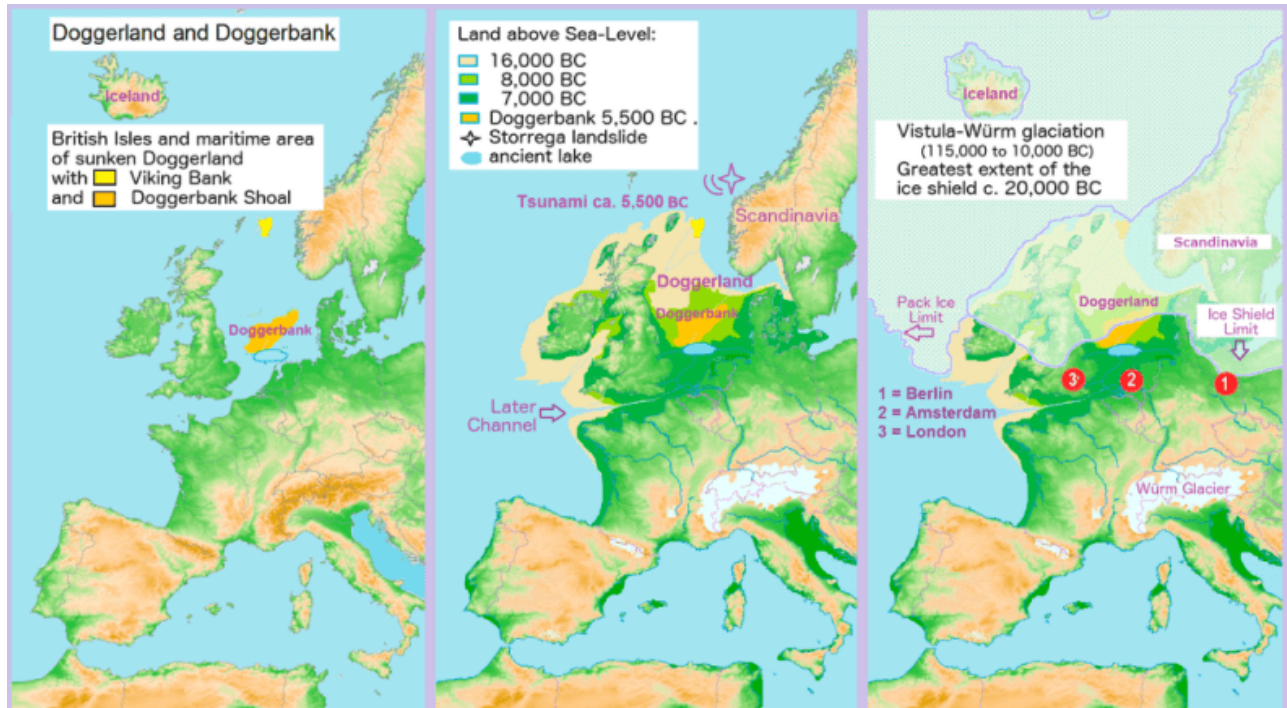 Doggerland and Doggerbank
Iceland
British Isles and maritime area
of sunken Doggerland
with Viking Bank
and Doggerbank Shoal
Doggerbank
Land above Sea-Level:
16,000 BC
8,000 BC
7,000 BC
Doggerbank 5,500 BC .
Storrega landslide
ancient lake
Tsunami ca. 5,500 BC
Scandinavia
Doggerland
Doggerbank
Later
Channel
Iceland
Vistula-Würm glaciation
(115,000 to 10,000 BC)
Greatest extent of the
ice shield c. 20,000 BC
Scandinavia
Pack Ice
Limit
Doggerland
Ice Shield
Limit
3
2
1
1 = Berlin
2 = Amsterdam
3 = London
Würm Glacier